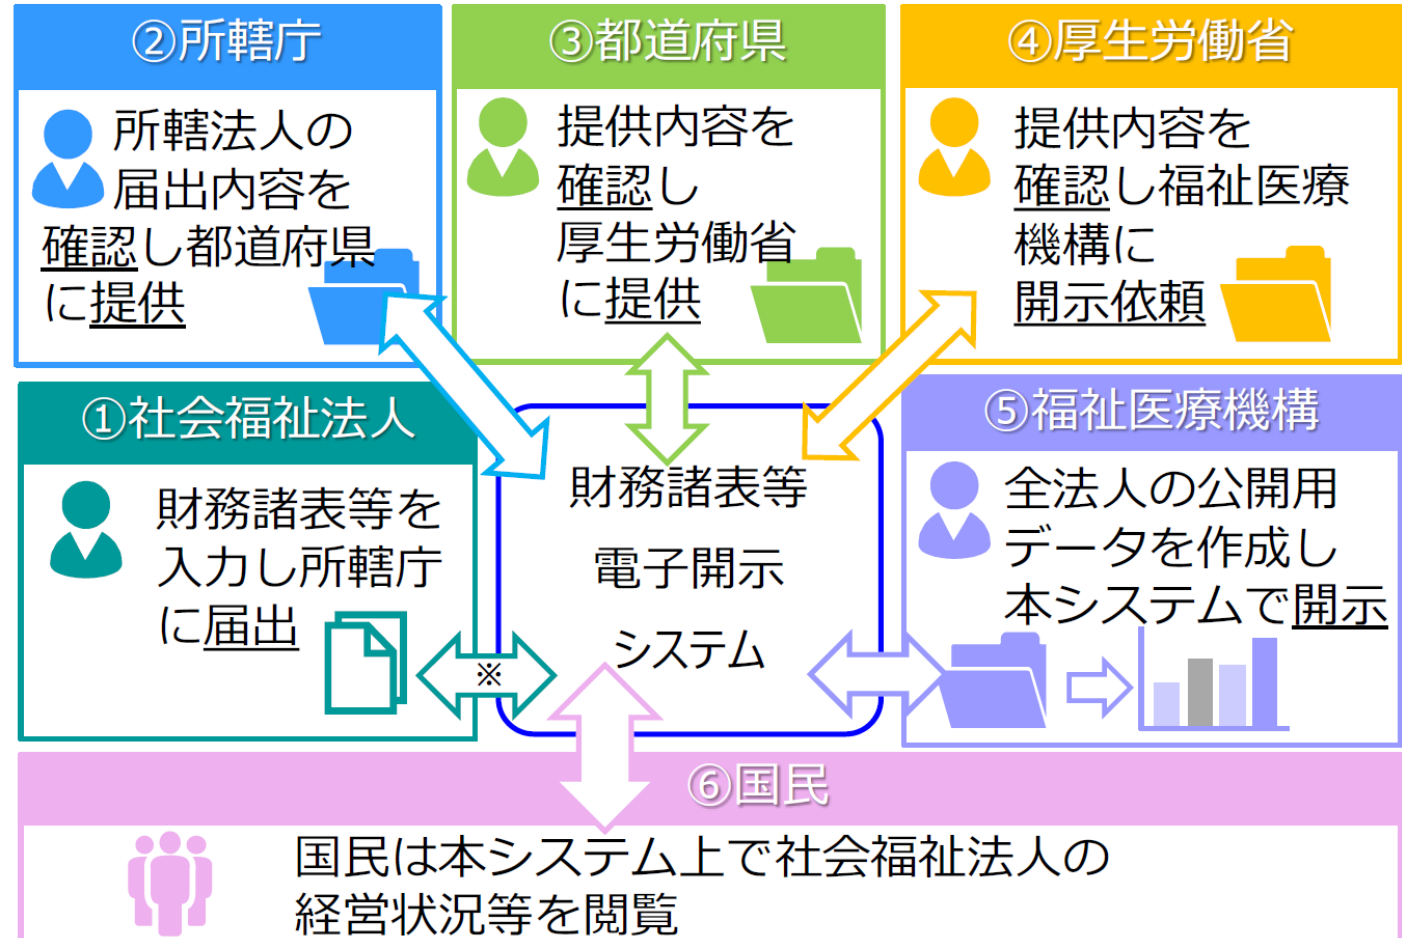 ②所轄庁
所轄法人の
届出内容を
確認し都道府県
に提供
③都道府県
提供内容を
確認し
厚生労働省
に提供
④厚生労働省
提供内容を
確認し福祉医療
機構に
開示依頼
①社会福祉法人
財務諸表等を
入力し所轄庁
に届出
※
財務諸表等
電子開示
システム
⑤福祉医療機構
全法人の公開用
データを作成し
本システムで開示
⑥国民
国民は本システム上で社会福祉法人の
経営状況等を閲覧